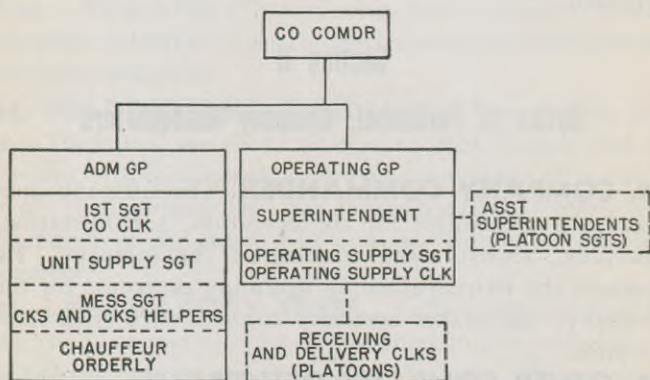 CO COMDR
ADM GP
1ST SGT
CO CLK
UNIT SUPPLY SGT
MESS SGT
CKS AND CKS HELPERS
CHAUFFEUR
ORDERLY
OPERATING GP
SUPERINTENDENT
OPERATING SUPPLY SGT
OPERATING SUPPLY CLK
RECEIVING
AND DELIVERY CLKS
(PLATOONS)
ASST
SUPERINTENDENTS
(PLATOON SGTS)